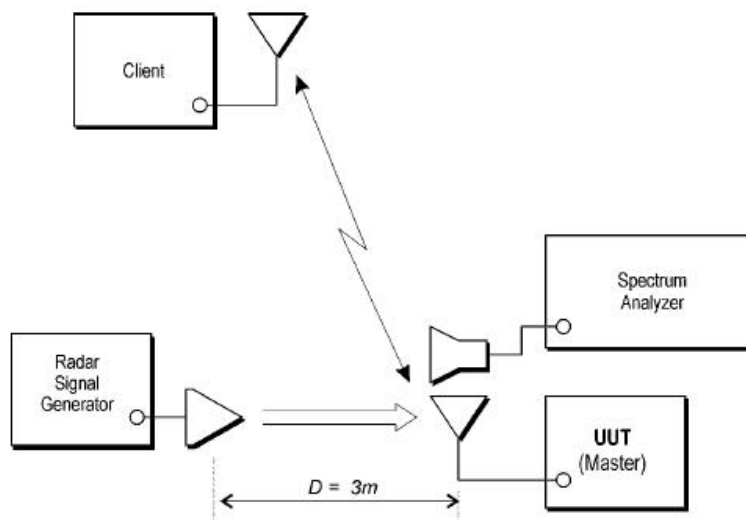 Client
Spectrum
Analyzer
Radar
Signal
Generator
UUT
(Master)
D = 3m